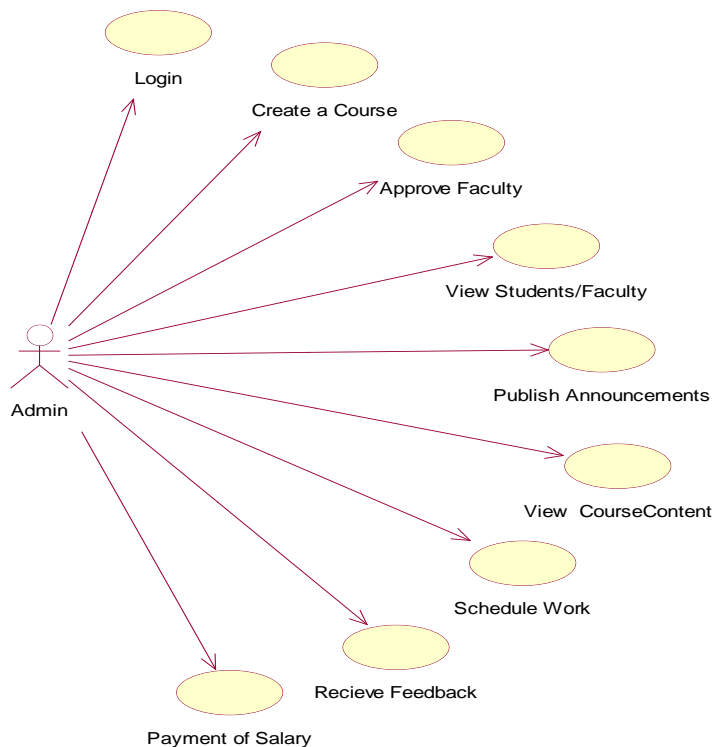 Login
Create a Course
Approve Faculty
View Students/Faculty
Publish Announcements
Admin
View  CourseContent
Schedule Work
Recieve Feedback
Payment of Salary